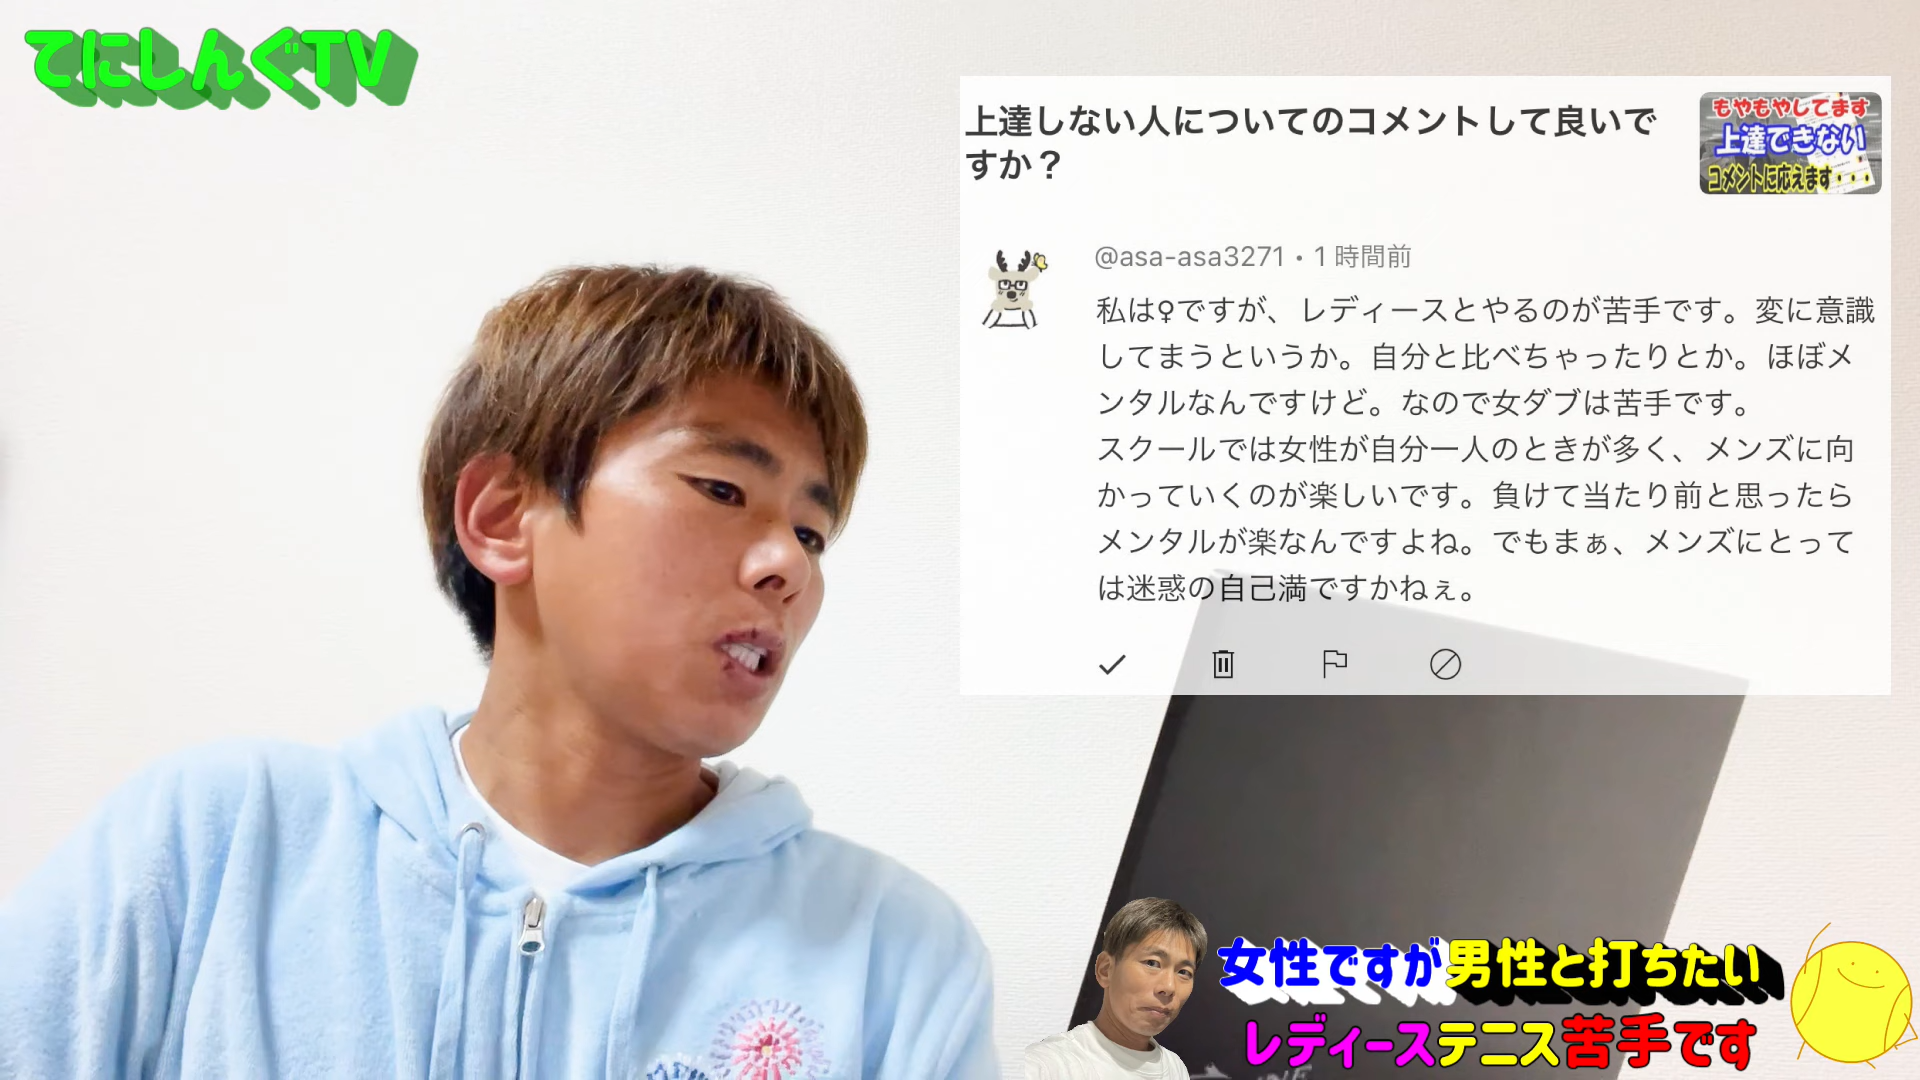 てにしんぐTV
上達しない人についてのコメントして良いで
すか？
もやもやしてます
上達できない
コメントに応えます・・・
@asa-asa3271・1 時間前
私は♀ですが、レディースとやるのが苦手です。変に意識
してまうというか。自分と比べちゃったりとか。ほぼメ
ンタルなんですけど。なので女ダブは苦手です。
スクールでは女性が自分一人のときが多く、メンズに向
かっていくのが楽しいです。負けて当たり前と思ったら
メンタルが楽なんですよね。でもまぁ、メンズにとって
は迷惑の自己満ですかねぇ。
女性ですが男性と打ちたい
レディーステニス苦手です